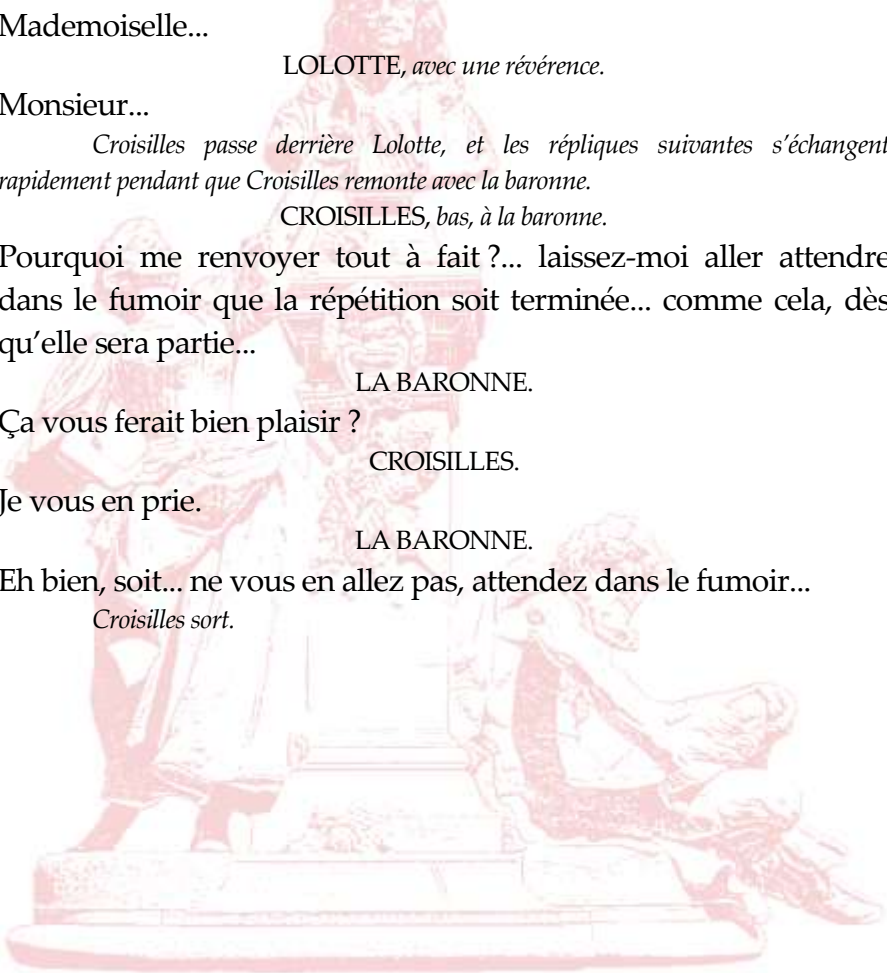 Mademoiselle...
LOLOTTE, avec une révérence.
Monsieur...
Croisilles passe derrière Lolotte, et les répliques suivantes s’échangent
rapidement pendant que Croisilles remonte avec la baronne.
CROISILLES, bas, à la baronne.
Pourquoi me renvoyer tout à fait ?... laissez-moi aller attendre
dans le fumoir que la répétition soit terminée... comme cela, dès
qu’elle sera partie...
LA BARONNE.
Ça vous ferait bien plaisir ?
CROISILLES.
Je vous en prie.
LA BARONNE.
Eh bien, soit... ne vous en allez pas, attendez dans le fumoir...
Croisilles sort.